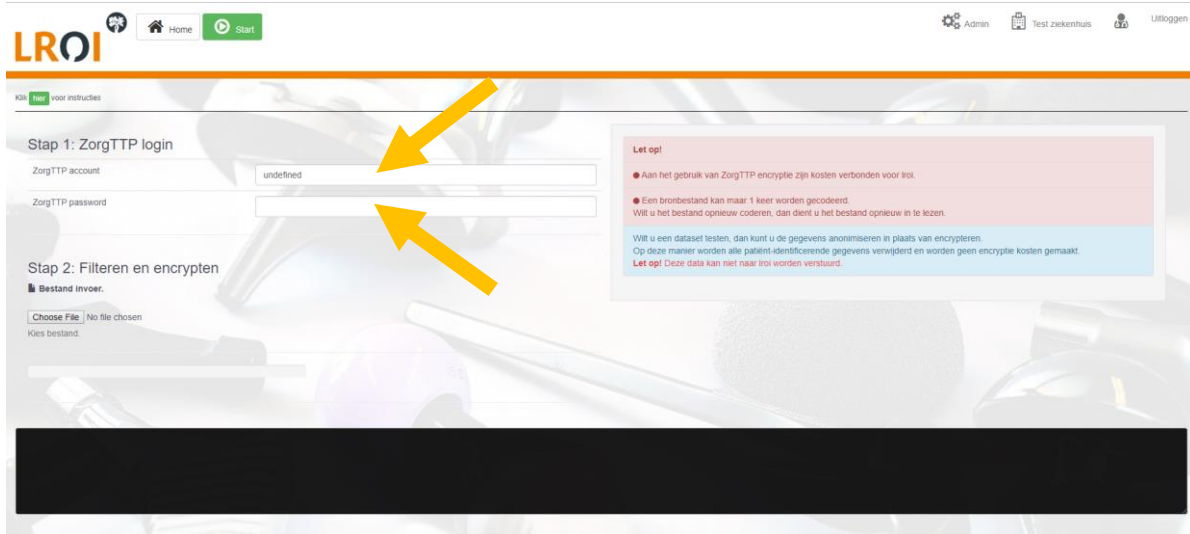 LROI
Home
Start
Admin
Test ziekenhuis
Uitloggen
Klik hier voor instructies
Stap 1: ZorgTTP login
ZorgTTP account
undefined
ZorgTTP password
Stap 2: Filteren en encrypten
Bestand invoer.
Choose File No file chosen
Kies bestand.
Let op!
Aan het gebruik van ZorgTTP encryptie zijn kosten verbonden voor lroi.
Een bronbestand kan maar 1 keer worden gecodeerd.
Wilt u het bestand opnieuw coderen, dan dient u het bestand opnieuw in te lezen.
Wilt u een dataset testen, dan kunt u de gegevens anonimiseren in plaats van encrypteren.
Op deze manier worden alle patiënt-identificerende gegevens verwijderd en worden geen encryptie kosten gemaakt.
Let op! Deze data kan niet naar lroi worden verstuurd.